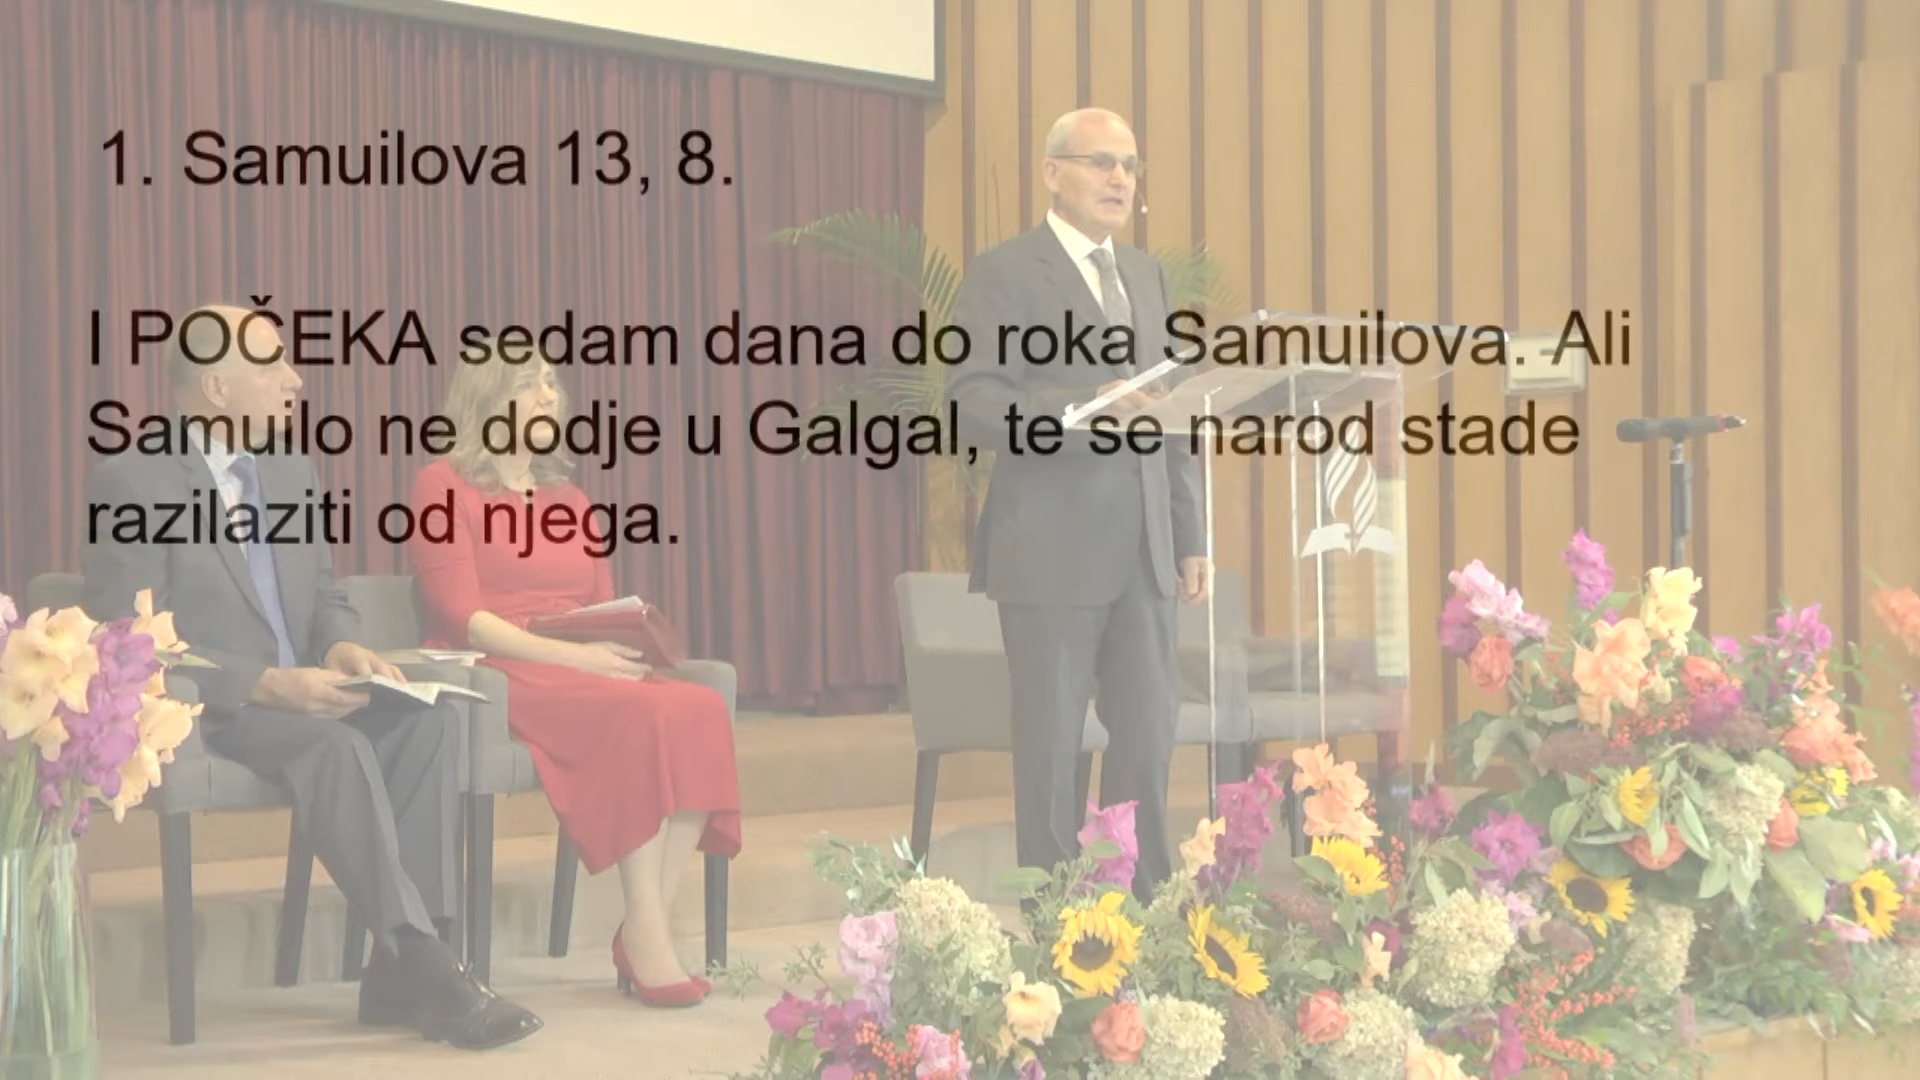 1. Samuilova 13, 8.
I POČEKA sedam dana do roka Samuilova. Ali
Samuilo ne dodje u Galgal, te se narod stade
razilaziti od njega.